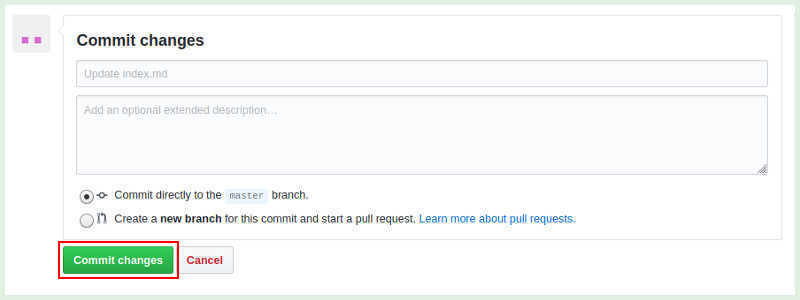 Commit changes
Update index.md
Add an optional extended description…
Commit directly to the master branch.
Create a new branch for this commit and start a pull request. Learn more about pull requests.
Commit changes Cancel